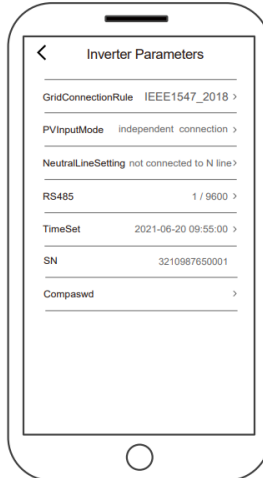 Inverter Parameters
GridConnectionRule IEEE1547_2018 >
PVInputMode independent connection >
NeutralLineSetting not connected to N line>
RS485 1 / 9600 >
TimeSet 2021-06-20 09:55:00 >
SN 3210987650001
Compaswd >